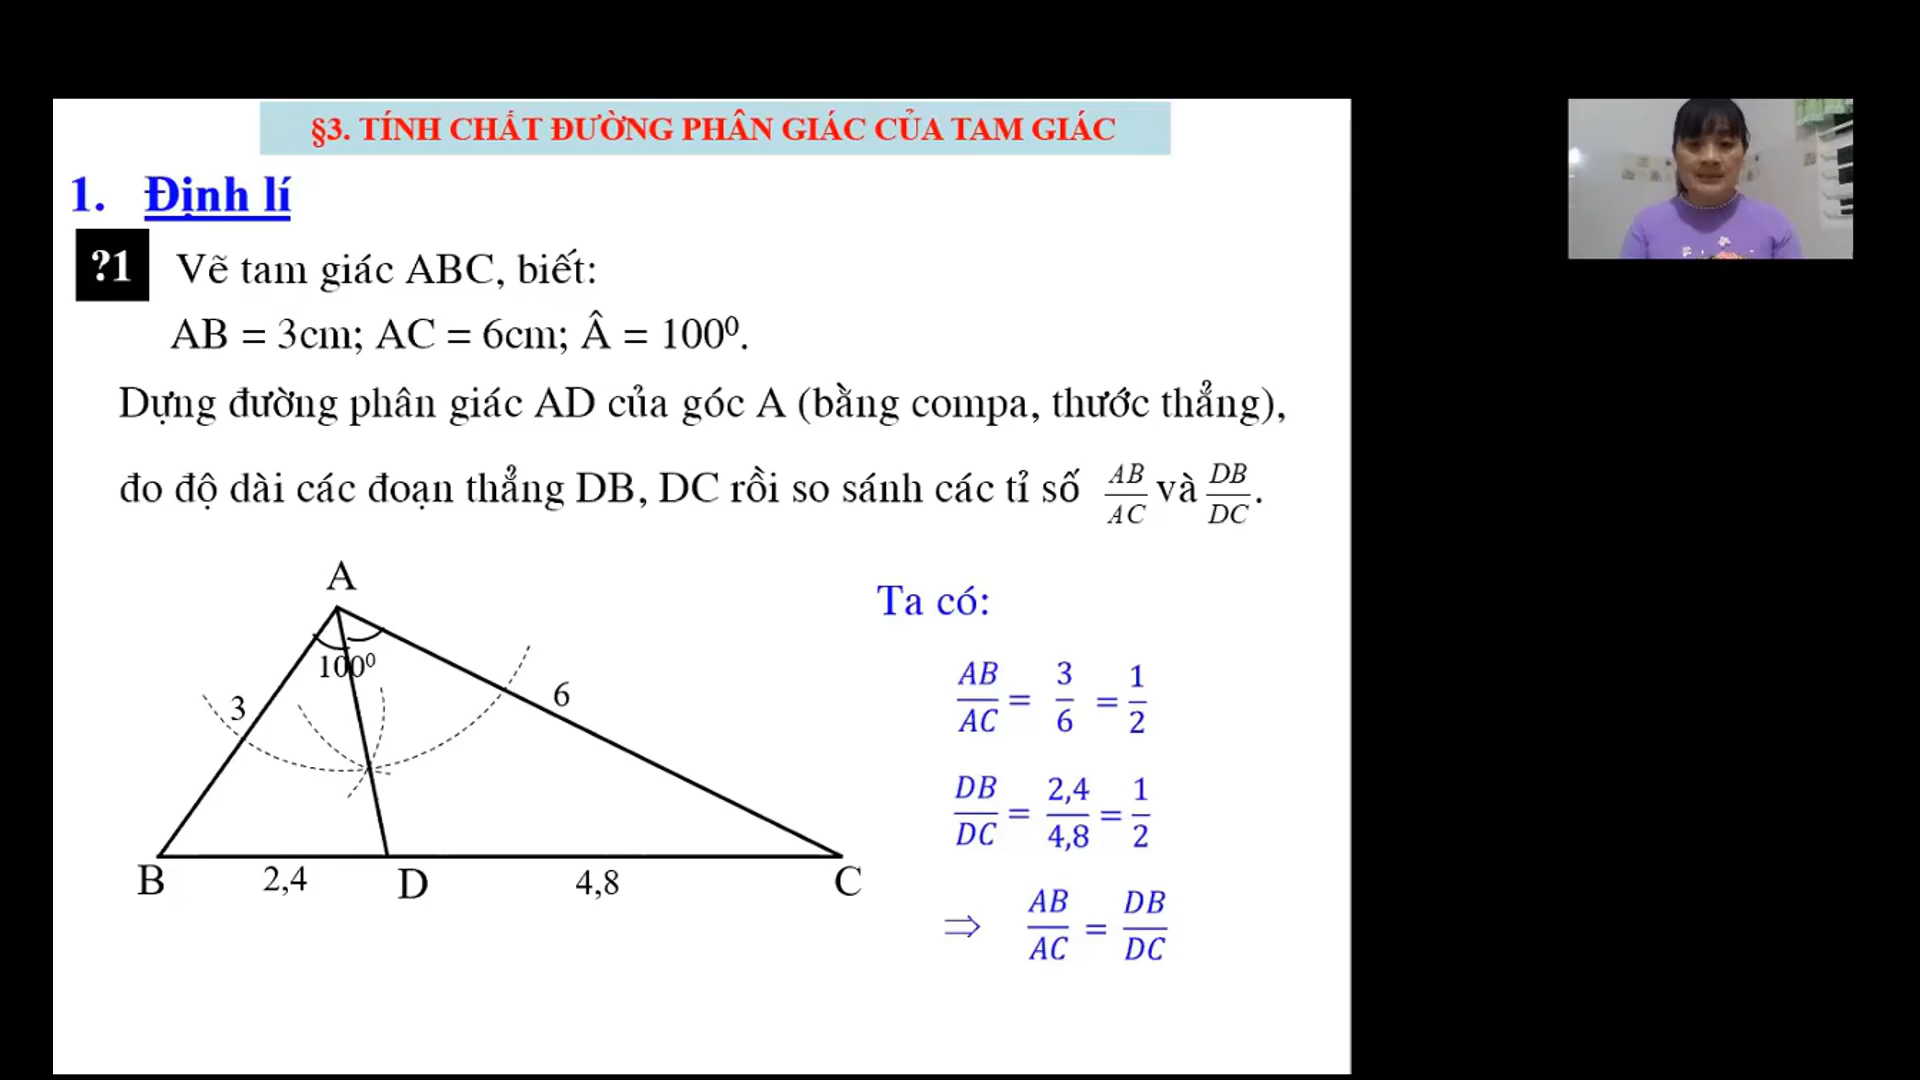 §3. TÍNH CHẤT ĐƯỜNG PHÂN GIÁC CỦA TAM GIÁC
1. Định lí
?1 Vẽ tam giác ABC, biết:
AB = 3cm; AC = 6cm; Â = 100⁰.
Dựng đường phân giác AD của góc A (bằng compa, thước thẳng),
đo độ dài các đoạn thẳng DB, DC rồi so sánh các tỉ số AB/AC và DB/DC.
A
100⁰
3
6
B
2,4
D
4,8
C
Ta có:
AB/AC = 3/6 = 1/2
DB/DC = 2,4/4,8 = 1/2
⇒ AB/AC = DB/DC